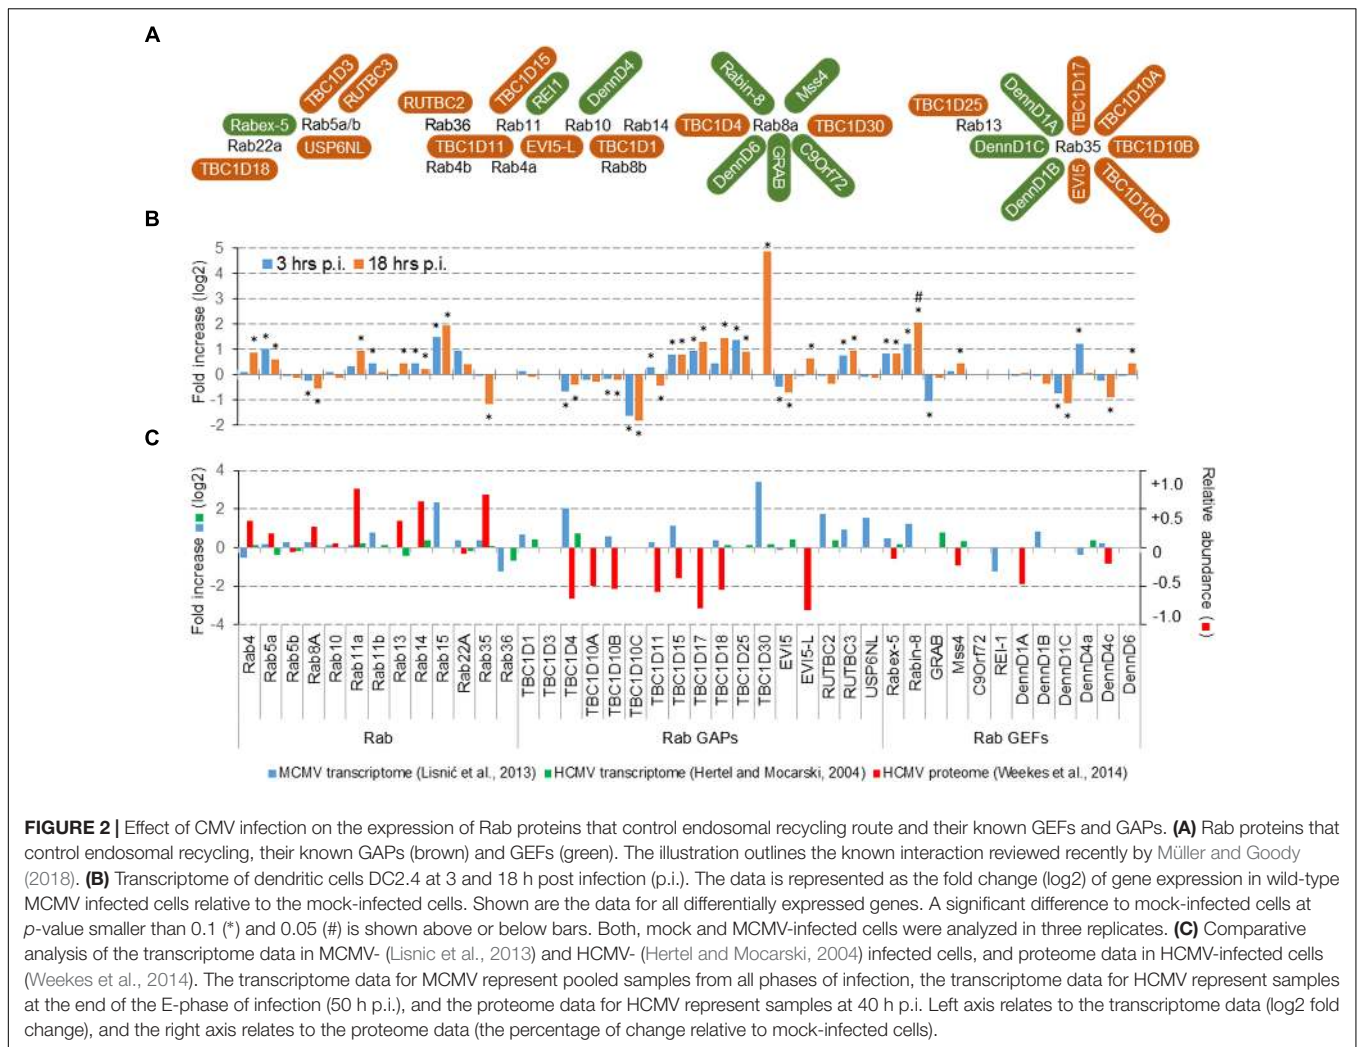 A
TBC1D3
RUTBC3
Rabex-5
Rab5a/b
Rab22a
USP6NL
TBC1D18
RUTBC2
Rab36
TBC1D15
REI1
Rab11
DennD4
Rab10
Rab14
TBC1D11
EVI5-L
TBC1D1
Rab4b
Rab4a
Rab8b
Rabin-8
Mss4
TBC1D4
Rab8a
TBC1D30
DennD6
GRAB
C9Orf72
TBC1D25
Rab13
DennD1A
TBC1D17
TBC1D10A
DennD1C
Rab35
TBC1D10B
DennD1B
EVI5
TBC1D10C
B
Fold increase (log2)
5
4
3
2
1
0
-1
-2
3 hrs p.i.
18 hrs p.i.
#
C
Fold increase (log2)
4
2
0
-2
-4
+1.0
+0.5
0
-0.5
-1.0
Relative abundance ( )
Rab4
Rab5a
Rab5b
Rab8A
Rab10
Rab11a
Rab11b
Rab13
Rab14
Rab15
Rab22A
Rab35
Rab36
TBC1D1
TBC1D3
TBC1D4
TBC1D10A
TBC1D10B
TBC1D10C
TBC1D11
TBC1D15
TBC1D17
TBC1D18
TBC1D25
TBC1D30
EVI5
EVI5-L
RUTBC2
RUTBC3
USP6NL
Rabex-5
Rabin-8
GRAB
Mss4
C9Orf72
REI-1
DennD1A
DennD1B
DennD1C
DennD4a
DennD4c
DennD6
Rab
Rab GAPs
Rab GEFs
MCMV transcriptome (Lisnić et al., 2013) HCMV transcriptome (Hertel and Mocarski, 2004) HCMV proteome (Weekes et al., 2014)
FIGURE 2 | Effect of CMV infection on the expression of Rab proteins that control endosomal recycling route and their known GEFs and GAPs. (A) Rab proteins that
control endosomal recycling, their known GAPs (brown) and GEFs (green). The illustration outlines the known interaction reviewed recently by Müller and Goody
(2018). (B) Transcriptome of dendritic cells DC2.4 at 3 and 18 h post infection (p.i.). The data is represented as the fold change (log2) of gene expression in wild-type
MCMV infected cells relative to the mock-infected cells. Shown are the data for all differentially expressed genes. A significant difference to mock-infected cells at
p-value smaller than 0.1 (*) and 0.05 (#) is shown above or below bars. Both, mock and MCMV-infected cells were analyzed in three replicates. (C) Comparative
analysis of the transcriptome data in MCMV- (Lisnic et al., 2013) and HCMV- (Hertel and Mocarski, 2004) infected cells, and proteome data in HCMV-infected cells
(Weekes et al., 2014). The transcriptome data for MCMV represent pooled samples from all phases of infection, the transcriptome data for HCMV represent samples
at the end of the E-phase of infection (50 h p.i.), and the proteome data for HCMV represent samples at 40 h p.i. Left axis relates to the transcriptome data (log2 fold
change), and the right axis relates to the proteome data (the percentage of change relative to mock-infected cells).